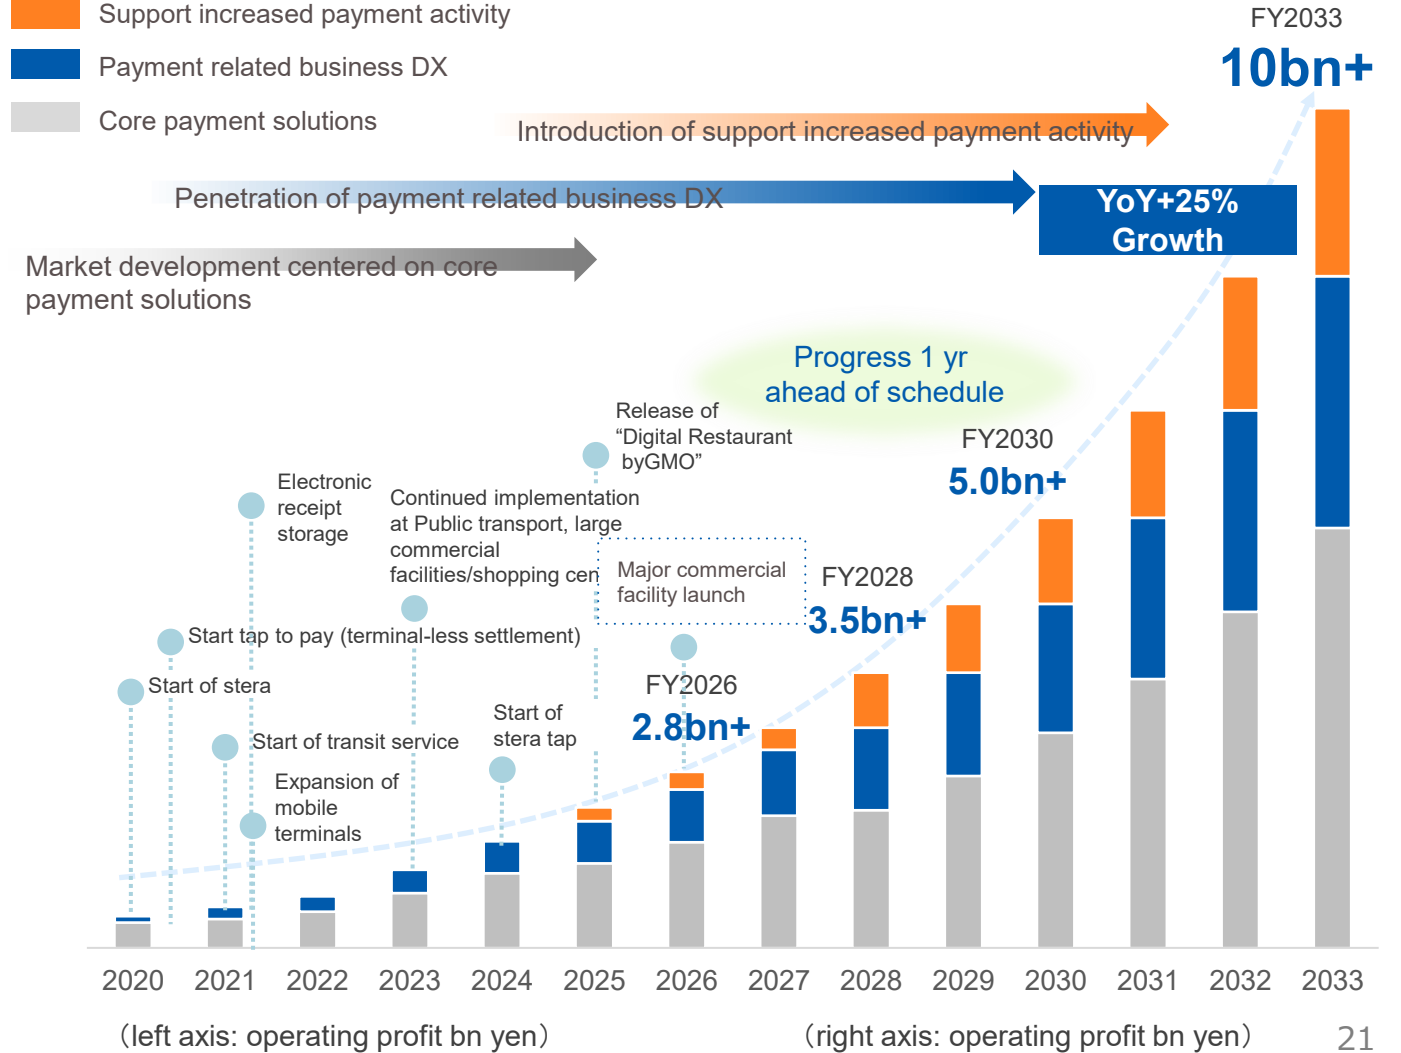 Support increased payment activity
Payment related business DX
Core payment solutions
FY2033
10bn+
Introduction of support increased payment activity
Penetration of payment related business DX
YoY+25%
Growth
Market development centered on core
payment solutions
Progress 1 yr
ahead of schedule
Release of
“Digital Restaurant
byGMO”
FY2030
5.0bn+
Electronic
receipt
storage
Continued implementation
at Public transport, large
commercial
facilities/shopping cen
Major commercial
facility launch
FY2028
3.5bn+
Start tap to pay (terminal-less settlement)
Start of stera
FY2026
2.8bn+
Start of
stera tap
Start of transit service
Expansion of
mobile
terminals
2020 2021 2022 2023 2024 2025 2026 2027 2028 2029 2030 2031 2032 2033
（left axis: operating profit bn yen）
（right axis: operating profit bn yen）
21